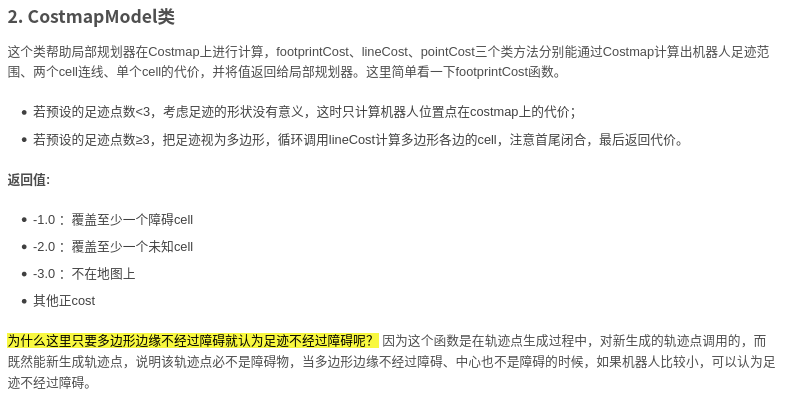 2. CostmapModel类
这个类帮助局部规划器在Costmap上进行计算，footprintCost、lineCost、pointCost三个类方法分别能通过Costmap计算出机器人足迹范
围、两个cell连线、单个cell的代价，并将值返回给局部规划器。这里简单看一下footprintCost函数。
• 若预设的足迹点数<3，考虑足迹的形状没有意义，这时只计算机器人位置点在costmap上的代价；
• 若预设的足迹点数≥3，把足迹视为多边形，循环调用lineCost计算多边形各边的cell，注意首尾闭合，最后返回代价。
返回值:
• -1.0 ：覆盖至少一个障碍cell
• -2.0 ：覆盖至少一个未知cell
• -3.0 ：不在地图上
• 其他正cost
为什么这里只要多边形边缘不经过障碍就认为足迹不经过障碍呢？ 因为这个函数是在轨迹点生成过程中，对新生成的轨迹点调用的，而
既然能新生成轨迹点，说明该轨迹点必不是障碍物，当多边形边缘不经过障碍、中心也不是障碍的时候，如果机器人比较小，可以认为足
迹不经过障碍。